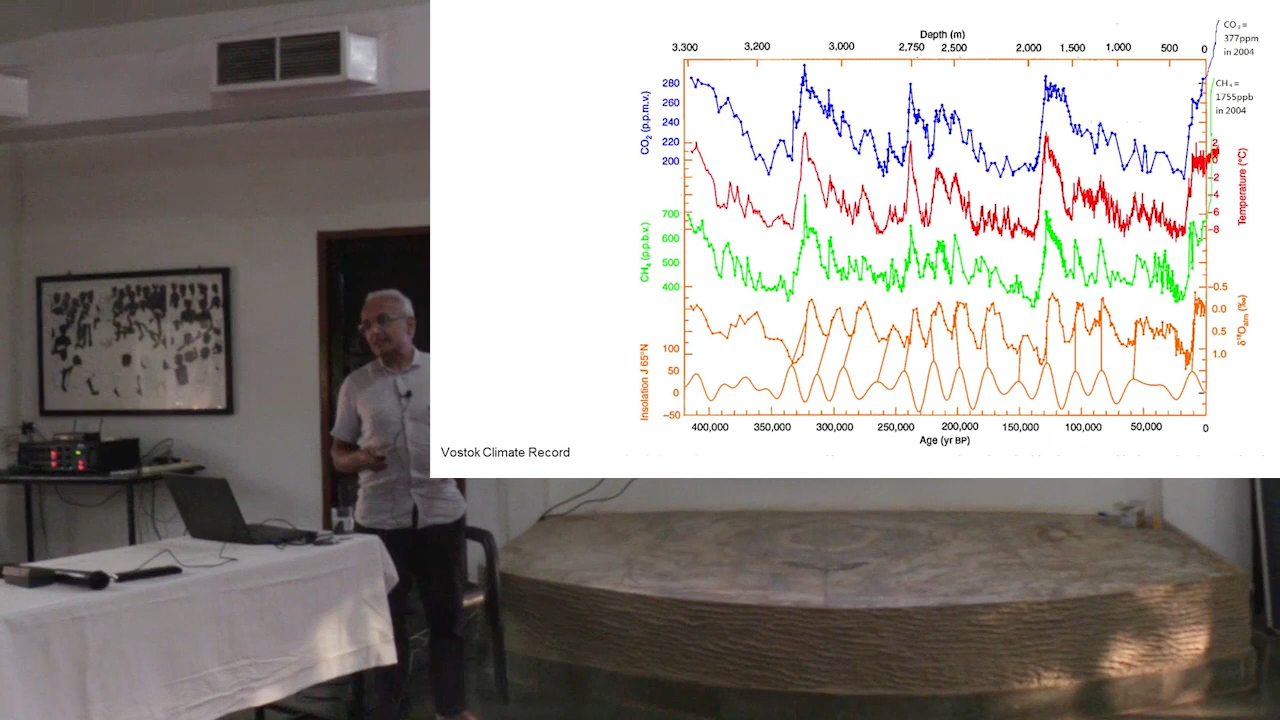 Depth (m)
3.300 3,200 3,000 2.750 2.500 2.000 1.500 1.000 500 0
CO₂ =
377ppm
in 2004
CH₄ =
1755ppb
in 2004
CO₂ (p.p.m.v.)
280
260
240
220
200
Temperature (°C)
2
0
-2
-4
-6
-8
CH₄ (p.p.b.v.)
700
600
500
400
δ¹⁸Oatm (‰)
-0.5
0.0
0.5
1.0
Insolation J 65°N
100
50
0
-50
400,000 350,000 300,000 250,000 200,000 150,000 100,000 50,000 0
Age (yr BP)
Vostok Climate Record